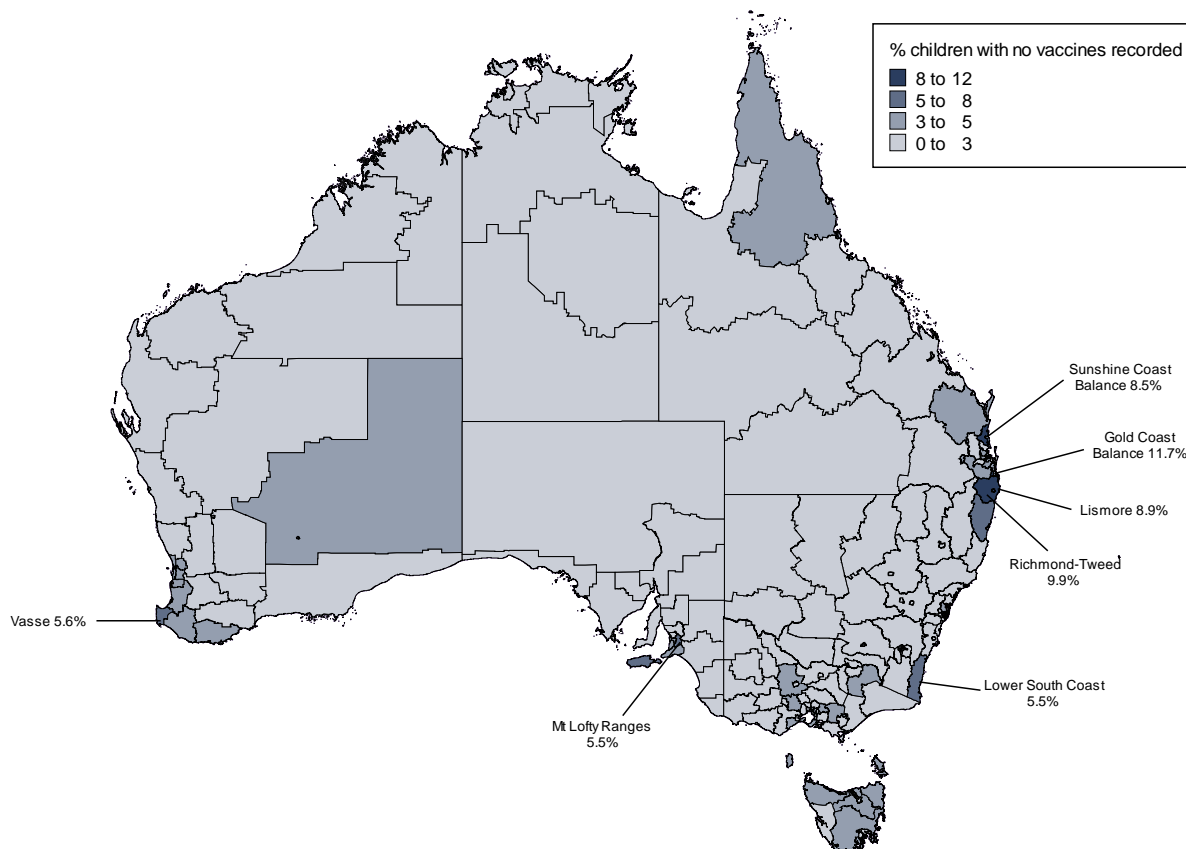 % children with no vaccines recorded
8 to 12
5 to 8
3 to 5
0 to 3
Sunshine Coast
Balance 8.5%
Gold Coast
Balance 11.7%
Lismore 8.9%
Richmond-Tweed
9.9%
Vasse 5.6%
Lower South Coast
5.5%
Mt Lofty Ranges
5.5%